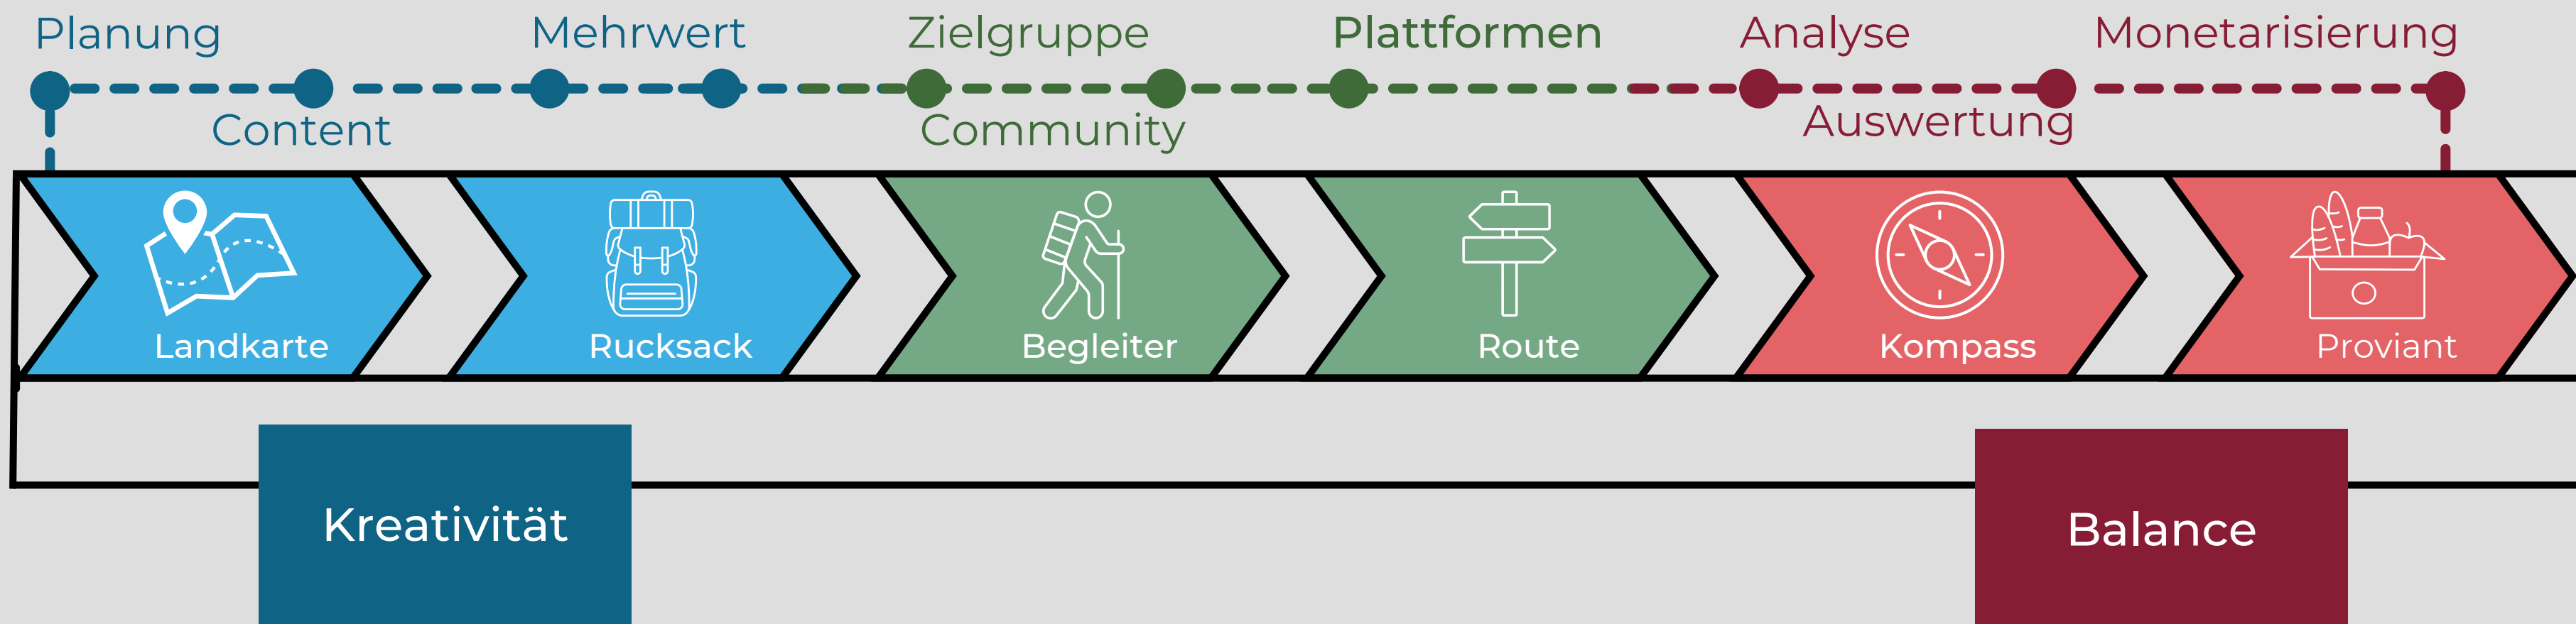 Planung
Mehrwert
Zielgruppe
Plattformen
Analyse
Monetarisierung
Content
Community
Auswertung
Landkarte
Rucksack
Begleiter
Route
Kompass
Proviant
Kreativität
Balance